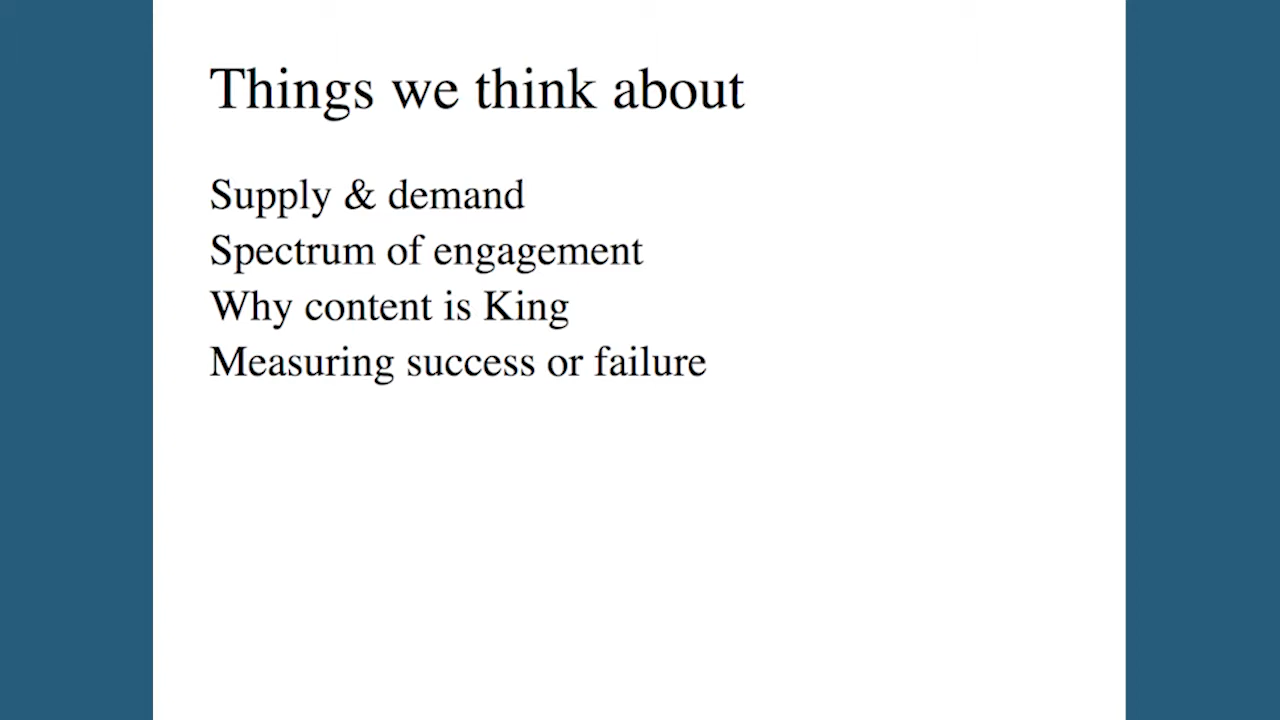 Things we think about
Supply & demand
Spectrum of engagement
Why content is King
Measuring success or failure